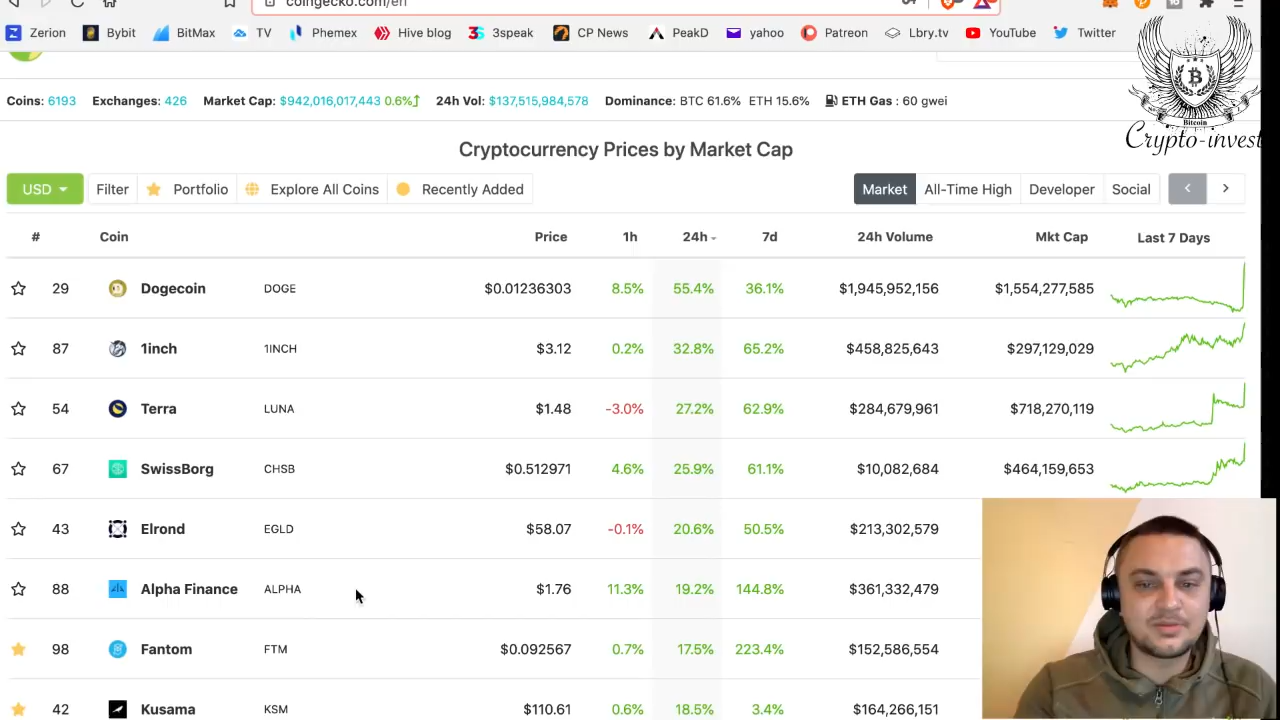 coingecko.com/en
Zerion Bybit BitMax TV Phemex Hive blog 3speak CP News PeakD yahoo Patreon Lbry.tv YouTube Twitter
Coins: 6193 Exchanges: 426 Market Cap: $942,016,017,443 0.6%↑ 24h Vol: $137,515,984,578 Dominance: BTC 61.6% ETH 15.6% ETH Gas : 60 gwei
Bitcoin
Crypto-invest
Cryptocurrency Prices by Market Cap
USD Filter Portfolio Explore All Coins Recently Added Market All-Time High Developer Social
# Coin Price 1h 24h 7d 24h Volume Mkt Cap Last 7 Days
29 Dogecoin DOGE $0.01236303 8.5% 55.4% 36.1% $1,945,952,156 $1,554,277,585
87 1inch 1INCH $3.12 0.2% 32.8% 65.2% $458,825,643 $297,129,029
54 Terra LUNA $1.48 -3.0% 27.2% 62.9% $284,679,961 $718,270,119
67 SwissBorg CHSB $0.512971 4.6% 25.9% 61.1% $10,082,684 $464,159,653
43 Elrond EGLD $58.07 -0.1% 20.6% 50.5% $213,302,579
88 Alpha Finance ALPHA $1.76 11.3% 19.2% 144.8% $361,332,479
98 Fantom FTM $0.092567 0.7% 17.5% 223.4% $152,586,554
42 Kusama KSM $110.61 0.6% 18.5% 3.4% $164,266,151